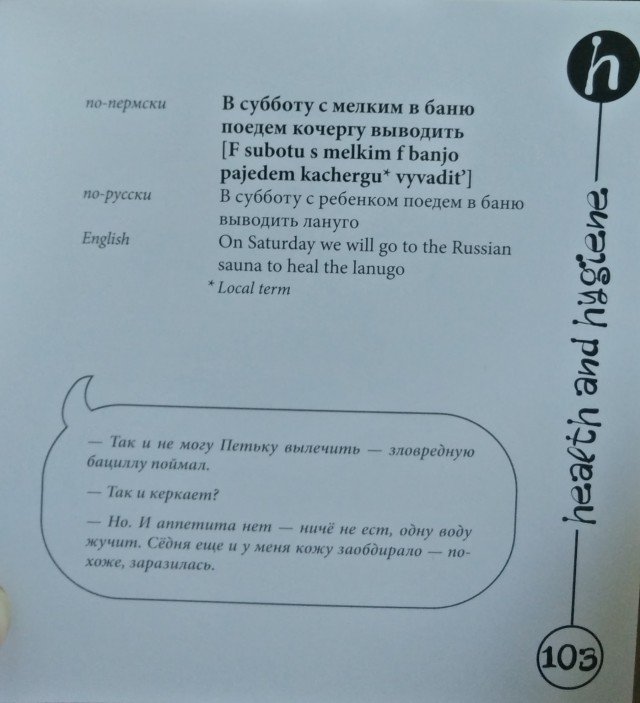 h
по-пермски
В субботу с мелким в баню
поедем кочергу выводить
[F subotu s melkim f banjo
pajedem kachergu* vyvadit’]
по-русски
В субботу с ребенком поедем в баню
выводить лануго
English
On Saturday we will go to the Russian
sauna to heal the lanugo
* Local term
— Так и не могу Петьку вылечить — зловредную
бациллу поймал.
— Так и керкает?
— Но. И аппетита нет — ничё не ест, одну воду
жучит. Сёдня еще и у меня кожу заобдирало — по-
хоже, заразилась.
health and hygiene
103